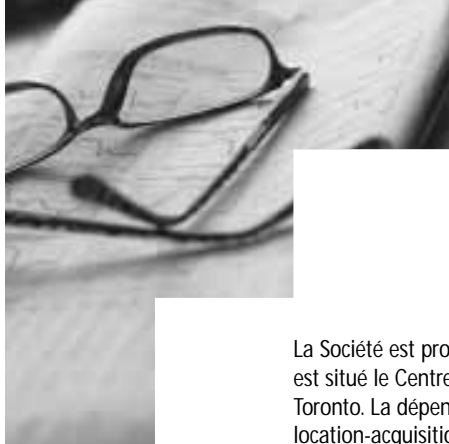 La Société est pro
est situé le Centre
Toronto. La dépen
location-acquisitio